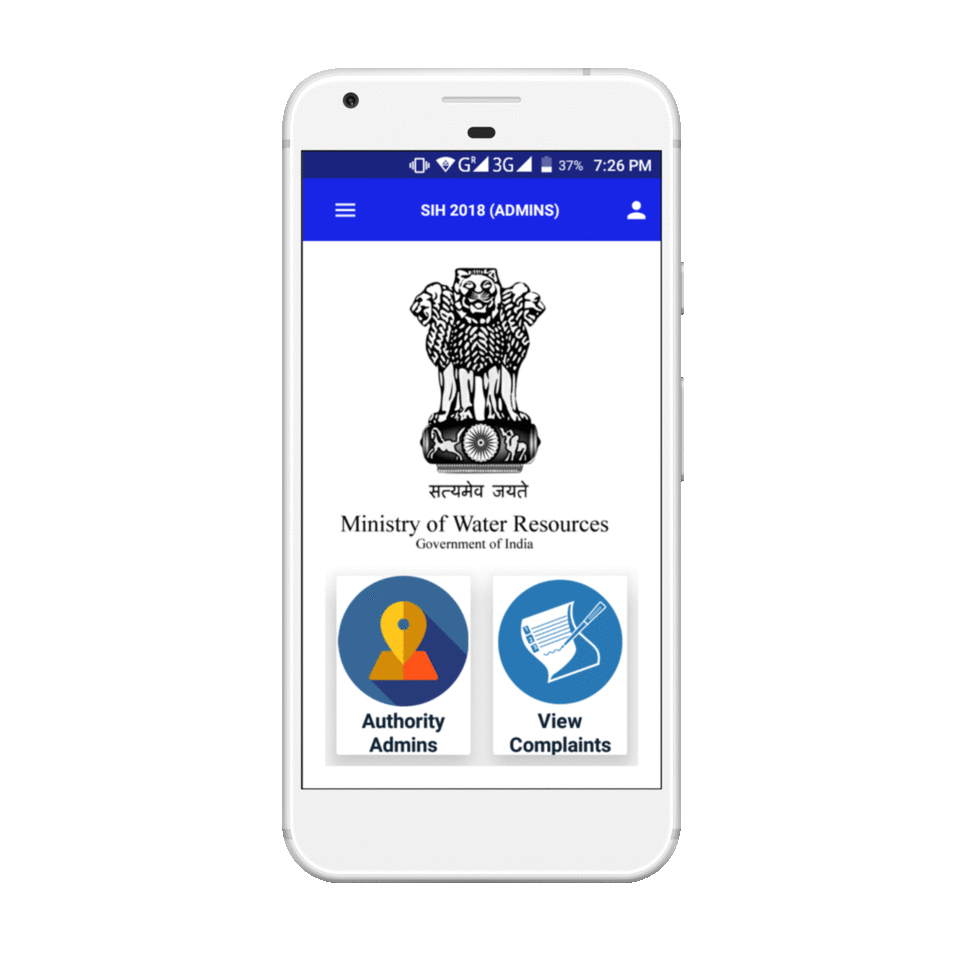 GR 3G 37% 7:26 PM
SIH 2018 (ADMINS)
सत्यमेव जयते
Ministry of Water Resources
Government of India
Authority
Admins
View
Complaints